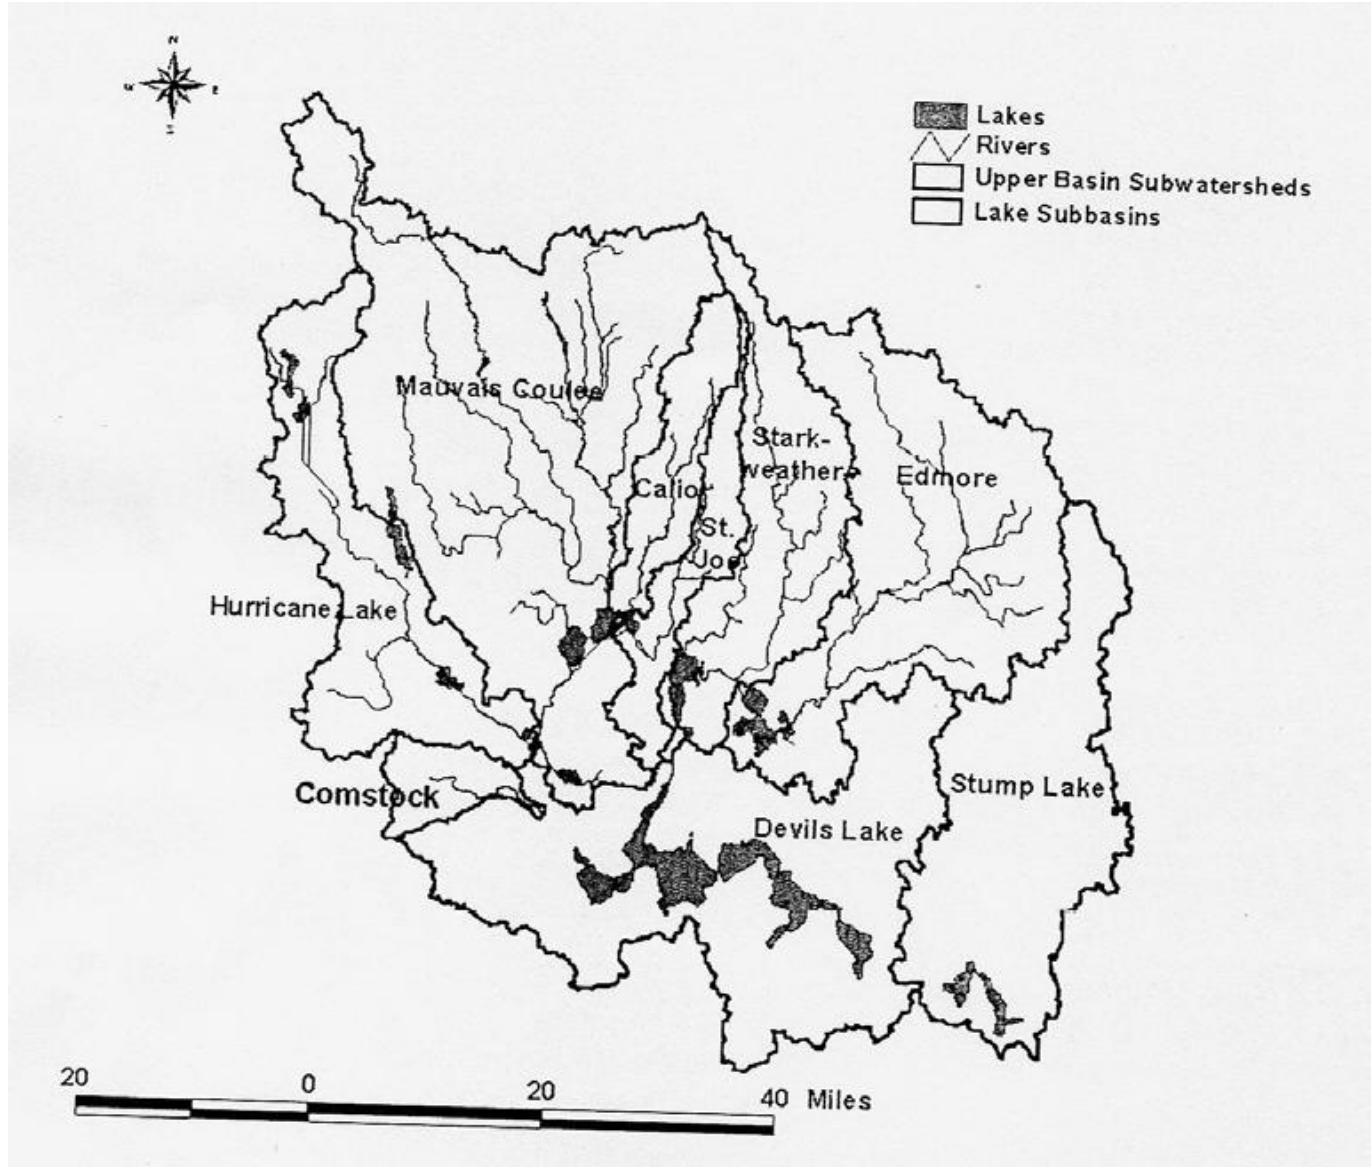 N
E
Lakes
Rivers
Upper Basin Subwatersheds
Lake Subbasins
Mauvais Coulee
Stark-
weather
Edmore
Calio
St.
Joe
Hurricane Lake
Comstock
Stump Lake
Devils Lake
20 0 20 40 Miles